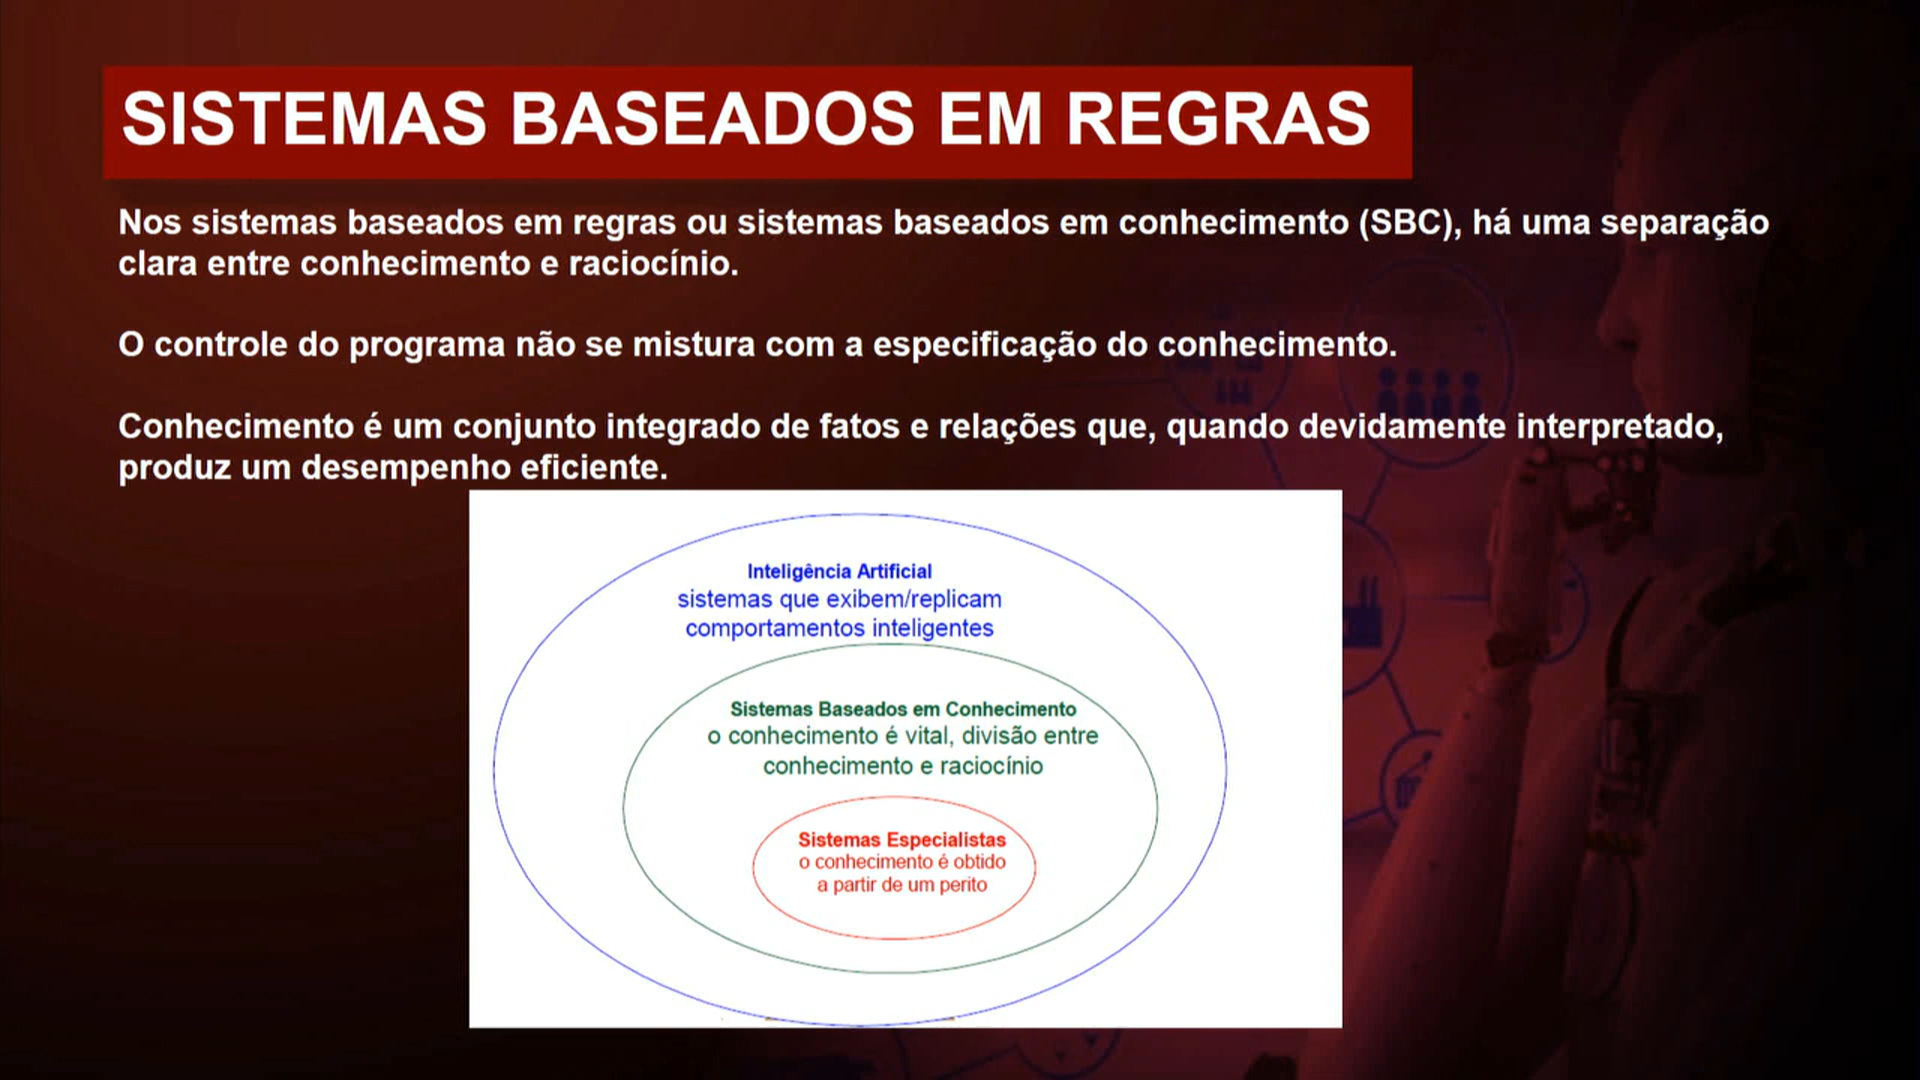 SISTEMAS BASEADOS EM REGRAS
Nos sistemas baseados em regras ou sistemas baseados em conhecimento (SBC), há uma separação
clara entre conhecimento e raciocínio.
O controle do programa não se mistura com a especificação do conhecimento.
Conhecimento é um conjunto integrado de fatos e relações que, quando devidamente interpretado,
produz um desempenho eficiente.
Inteligência Artificial
sistemas que exibem/replicam
comportamentos inteligentes
Sistemas Baseados em Conhecimento
o conhecimento é vital, divisão entre
conhecimento e raciocínio
Sistemas Especialistas
o conhecimento é obtido
a partir de um perito